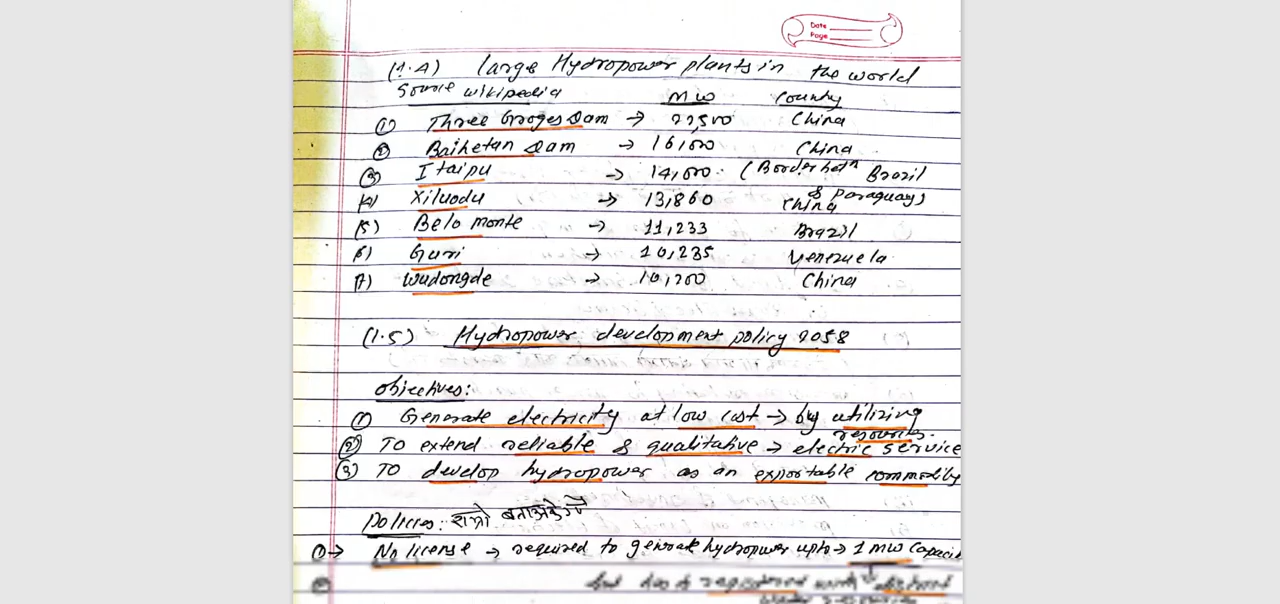 Date
Page
(1.4) large Hydropower plants in the world
Source wikipedia MW Country
(1) Three Groges Dam → 22,500 China
(2) Baihetan Dam → 16,000 China
(3) Itaipu → 14,000. (Border betⁿ Brazil
& Paraguay)
(4) Xiluodu → 13,860 China
(5) Belo monte → 11,233 Brazil
(6) Guri → 10,235 Venezuela
(7) Wudongde → 10,200 China
(1.5) Hydropower development policy 2058
objectives:
(1) Generate electricity at low cost → by utilizing
resources.
(2) TO extend reliable & qualitative → electric service
(3) TO develop hydropower as an exportable commodity
policies:
(1)→ No license → required to generate hydropower upto → 1 MW capacit
(2) but